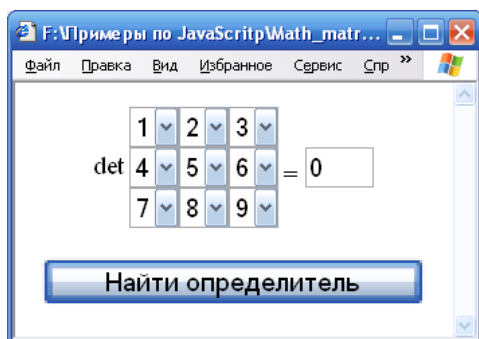 F:\Примеры по JavaScritp\Math_matr...
Файл Правка Вид Избранное Сервис Спр »
1 2 3
det 4 5 6 = 0
7 8 9
Найти определитель